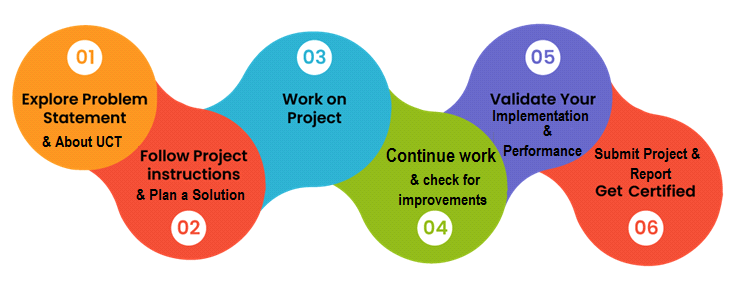 01
Explore Problem
Statement
& About UCT
Follow Project
instructions
& Plan a Solution
02
03
Work on
Project
Continue work
& check for
improvements
04
05
Validate Your
Implementation
&
Performance
Submit Project &
Report
Get Certified
06